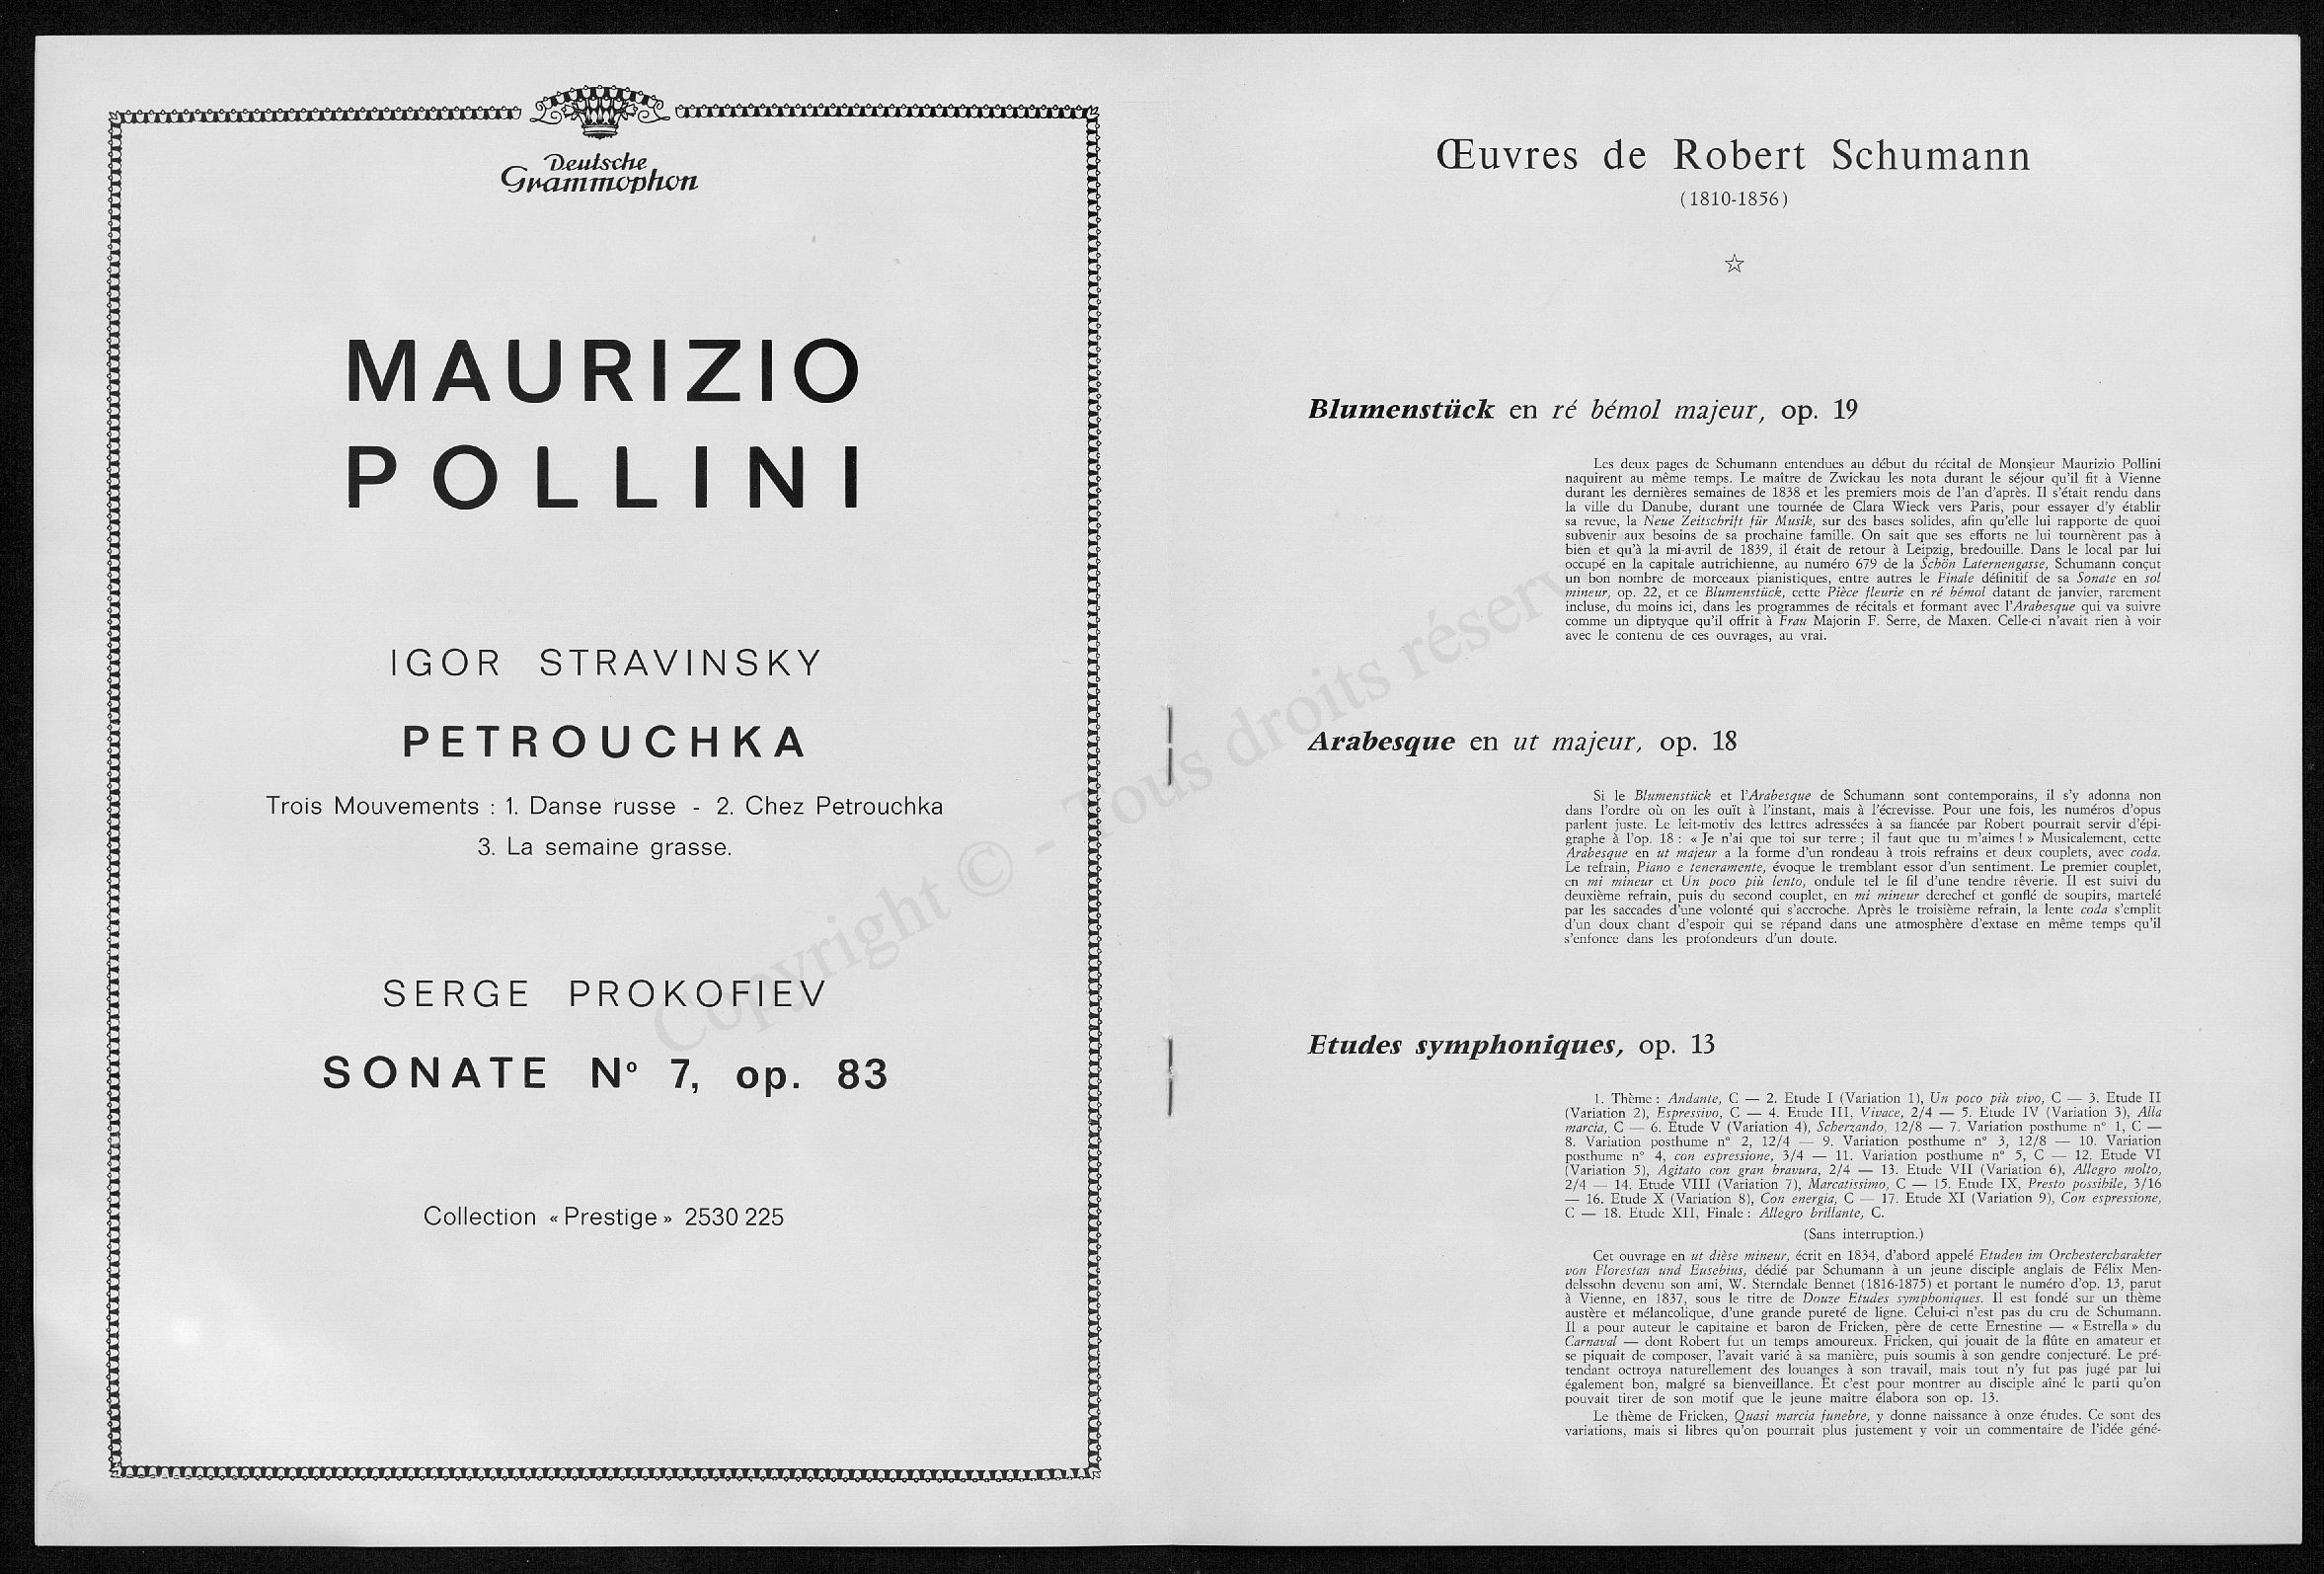 Deutsche
Grammophon
MAURIZIO
POLLINI
IGOR STRAVINSKY
PETROUCHKA
Trois Mouvements : 1. Danse russe - 2. Chez Petrouchka
3. La semaine grasse.
SERGE PROKOFIEV
SONATE Nº 7, op. 83
Collection « Prestige » 2530 225
Œuvres de Robert Schumann
(1810-1856)
Blumenstück en ré bémol majeur, op. 19
Les deux pages de Schumann entendues au début du récital de Monsieur Maurizio Pollini
naquirent au même temps. Le maître de Zwickau les nota durant le séjour qu'il fit à Vienne
durant les dernières semaines de 1838 et les premiers mois de l'an d'après. Il s'était rendu dans
la ville du Danube, durant une tournée de Clara Wieck vers Paris, pour essayer d'y établir
sa revue, la Neue Zeitschrift für Musik, sur des bases solides, afin qu'elle lui rapporte de quoi
subvenir aux besoins de sa prochaine famille. On sait que ses efforts ne lui tournèrent pas à
bien et qu'à la mi-avril de 1839, il était de retour à Leipzig, bredouille. Dans le local par lui
occupé en la capitale autrichienne, au numéro 679 de la Schön Laternengasse, Schumann conçut
un bon nombre de morceaux pianistiques, entre autres le Finale définitif de sa Sonate en sol
mineur, op. 22, et ce Blumenstück, cette Pièce fleurie en ré bémol datant de janvier, rarement
incluse, du moins ici, dans les programmes de récitals et formant avec l'Arabesque qui va suivre
comme un diptyque qu'il offrit à Frau Majorin F. Serre, de Maxen. Celle-ci n'avait rien à voir
avec le contenu de ces ouvrages, au vrai.
Arabesque en ut majeur, op. 18
Si le Blumenstück et l'Arabesque de Schumann sont contemporains, il s'y adonna non
dans l'ordre où on les ouït à l'instant, mais à l'écrevisse. Pour une fois, les numéros d'opus
parlent juste. Le leit-motiv des lettres adressées à sa fiancée par Robert pourrait servir d'épi-
graphe à l'op. 18 : « Je n'ai que toi sur terre ; il faut que tu m'aimes ! » Musicalement, cette
Arabesque en ut majeur a la forme d'un rondeau à trois refrains et deux couplets, avec coda.
Le refrain, Piano e teneramente, évoque le tremblant essor d'un sentiment. Le premier couplet,
en mi mineur et Un poco più lento, ondule tel le fil d'une tendre rêverie. Il est suivi du
deuxième refrain, puis du second couplet, en mi mineur derechef et gonflé de soupirs, martelé
par les saccades d'une volonté qui s'accroche. Après le troisième refrain, la lente coda s'emplit
d'un doux chant d'espoir qui se répand dans une atmosphère d'extase en même temps qu'il
s'enfonce dans les profondeurs d'un doute.
Etudes symphoniques, op. 13
1. Thème : Andante, C — 2. Etude I (Variation 1), Un poco più vivo, C — 3. Etude II
(Variation 2), Espressivo, C — 4. Etude III, Vivace, 2/4 — 5. Etude IV (Variation 3), Alla
marcia, C — 6. Étude V (Variation 4), Scherzando, 12/8 — 7. Variation posthume n° 1, C —
8. Variation posthume n° 2, 12/4 — 9. Variation posthume n° 3, 12/8 — 10. Variation
posthume n° 4, con espressione, 3/4 — 11. Variation posthume n° 5, C — 12. Etude VI
(Variation 5), Agitato con gran bravura, 2/4 — 13. Etude VII (Variation 6), Allegro molto,
2/4 — 14. Etude VIII (Variation 7), Marcatissimo, C — 15. Etude IX, Presto possibile, 3/16
— 16. Etude X (Variation 8), Con energia, C — 17. Etude XI (Variation 9), Con espressione,
C — 18. Etude XII, Finale : Allegro brillante, C.
(Sans interruption.)
Cet ouvrage en ut dièse mineur, écrit en 1834, d'abord appelé Etuden im Orchestercharakter
von Florestan und Eusebius, dédié par Schumann à un jeune disciple anglais de Félix Men-
delssohn devenu son ami, W. Sterndale Bennet (1816-1875) et portant le numéro d'op. 13, parut
à Vienne, en 1837, sous le titre de Douze Etudes symphoniques. Il est fondé sur un thème
austère et mélancolique, d'une grande pureté de ligne. Celui-ci n'est pas du cru de Schumann.
Il a pour auteur le capitaine et baron de Fricken, père de cette Ernestine — « Estrella » du
Carnaval — dont Robert fut un temps amoureux. Fricken, qui jouait de la flûte en amateur et
se piquait de composer, l'avait varié à sa manière, puis soumis à son gendre conjecturé. Le pré-
tendant octroya naturellement des louanges à son travail, mais tout n'y fut pas jugé par lui
également bon, malgré sa bienveillance. Et c'est pour montrer au disciple aîné le parti qu'on
pouvait tirer de son motif que le jeune maître élabora son op. 13.
Le thème de Fricken, Quasi marcia funebre, y donne naissance à onze études. Ce sont des
variations, mais si libres qu'on pourrait plus justement y voir un commentaire de l'idée géné-
Copyright © - Tous droits réservés